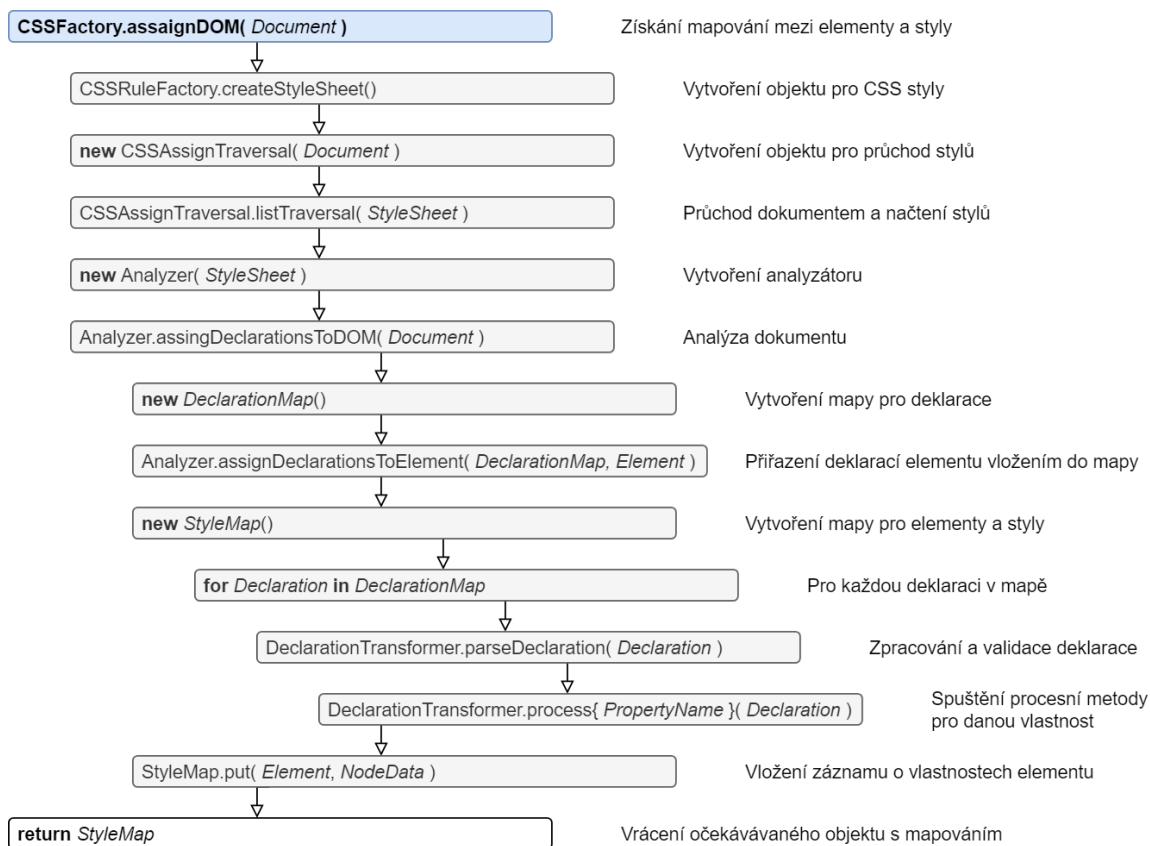 CSSFactory.assaignDOM( Document )
Získání mapování mezi elementy a styly
CSSRuleFactory.createStyleSheet()
Vytvoření objektu pro CSS styly
new CSSAssignTraversal( Document )
Vytvoření objektu pro průchod stylů
CSSAssignTraversal.listTraversal( StyleSheet )
Průchod dokumentem a načtení stylů
new Analyzer( StyleSheet )
Vytvoření analyzátoru
Analyzer.assingDeclarationsToDOM( Document )
Analýza dokumentu
new DeclarationMap()
Vytvoření mapy pro deklarace
Analyzer.assignDeclarationsToElement( DeclarationMap, Element )
Přiřazení deklarací elementu vložením do mapy
new StyleMap()
Vytvoření mapy pro elementy a styly
for Declaration in DeclarationMap
Pro každou deklaraci v mapě
DeclarationTransformer.parseDeclaration( Declaration )
Zpracování a validace deklarace
DeclarationTransformer.process{ PropertyName }( Declaration )
Spuštění procesní metody
pro danou vlastnost
StyleMap.put( Element, NodeData )
Vložení záznamu o vlastnostech elementu
return StyleMap
Vrácení očekávávaného objektu s mapováním